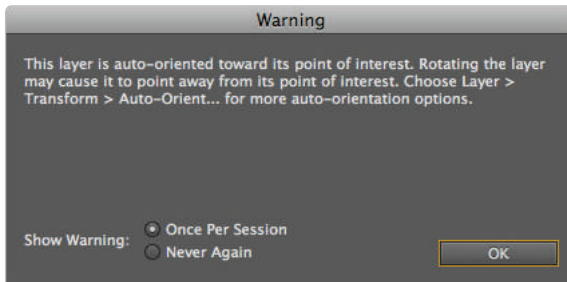 Warning
This layer is auto-oriented toward its point of interest. Rotating the layer
may cause it to point away from its point of interest. Choose Layer >
Transform > Auto-Orient... for more auto-orientation options.
Show Warning:
Once Per Session
Never Again
OK